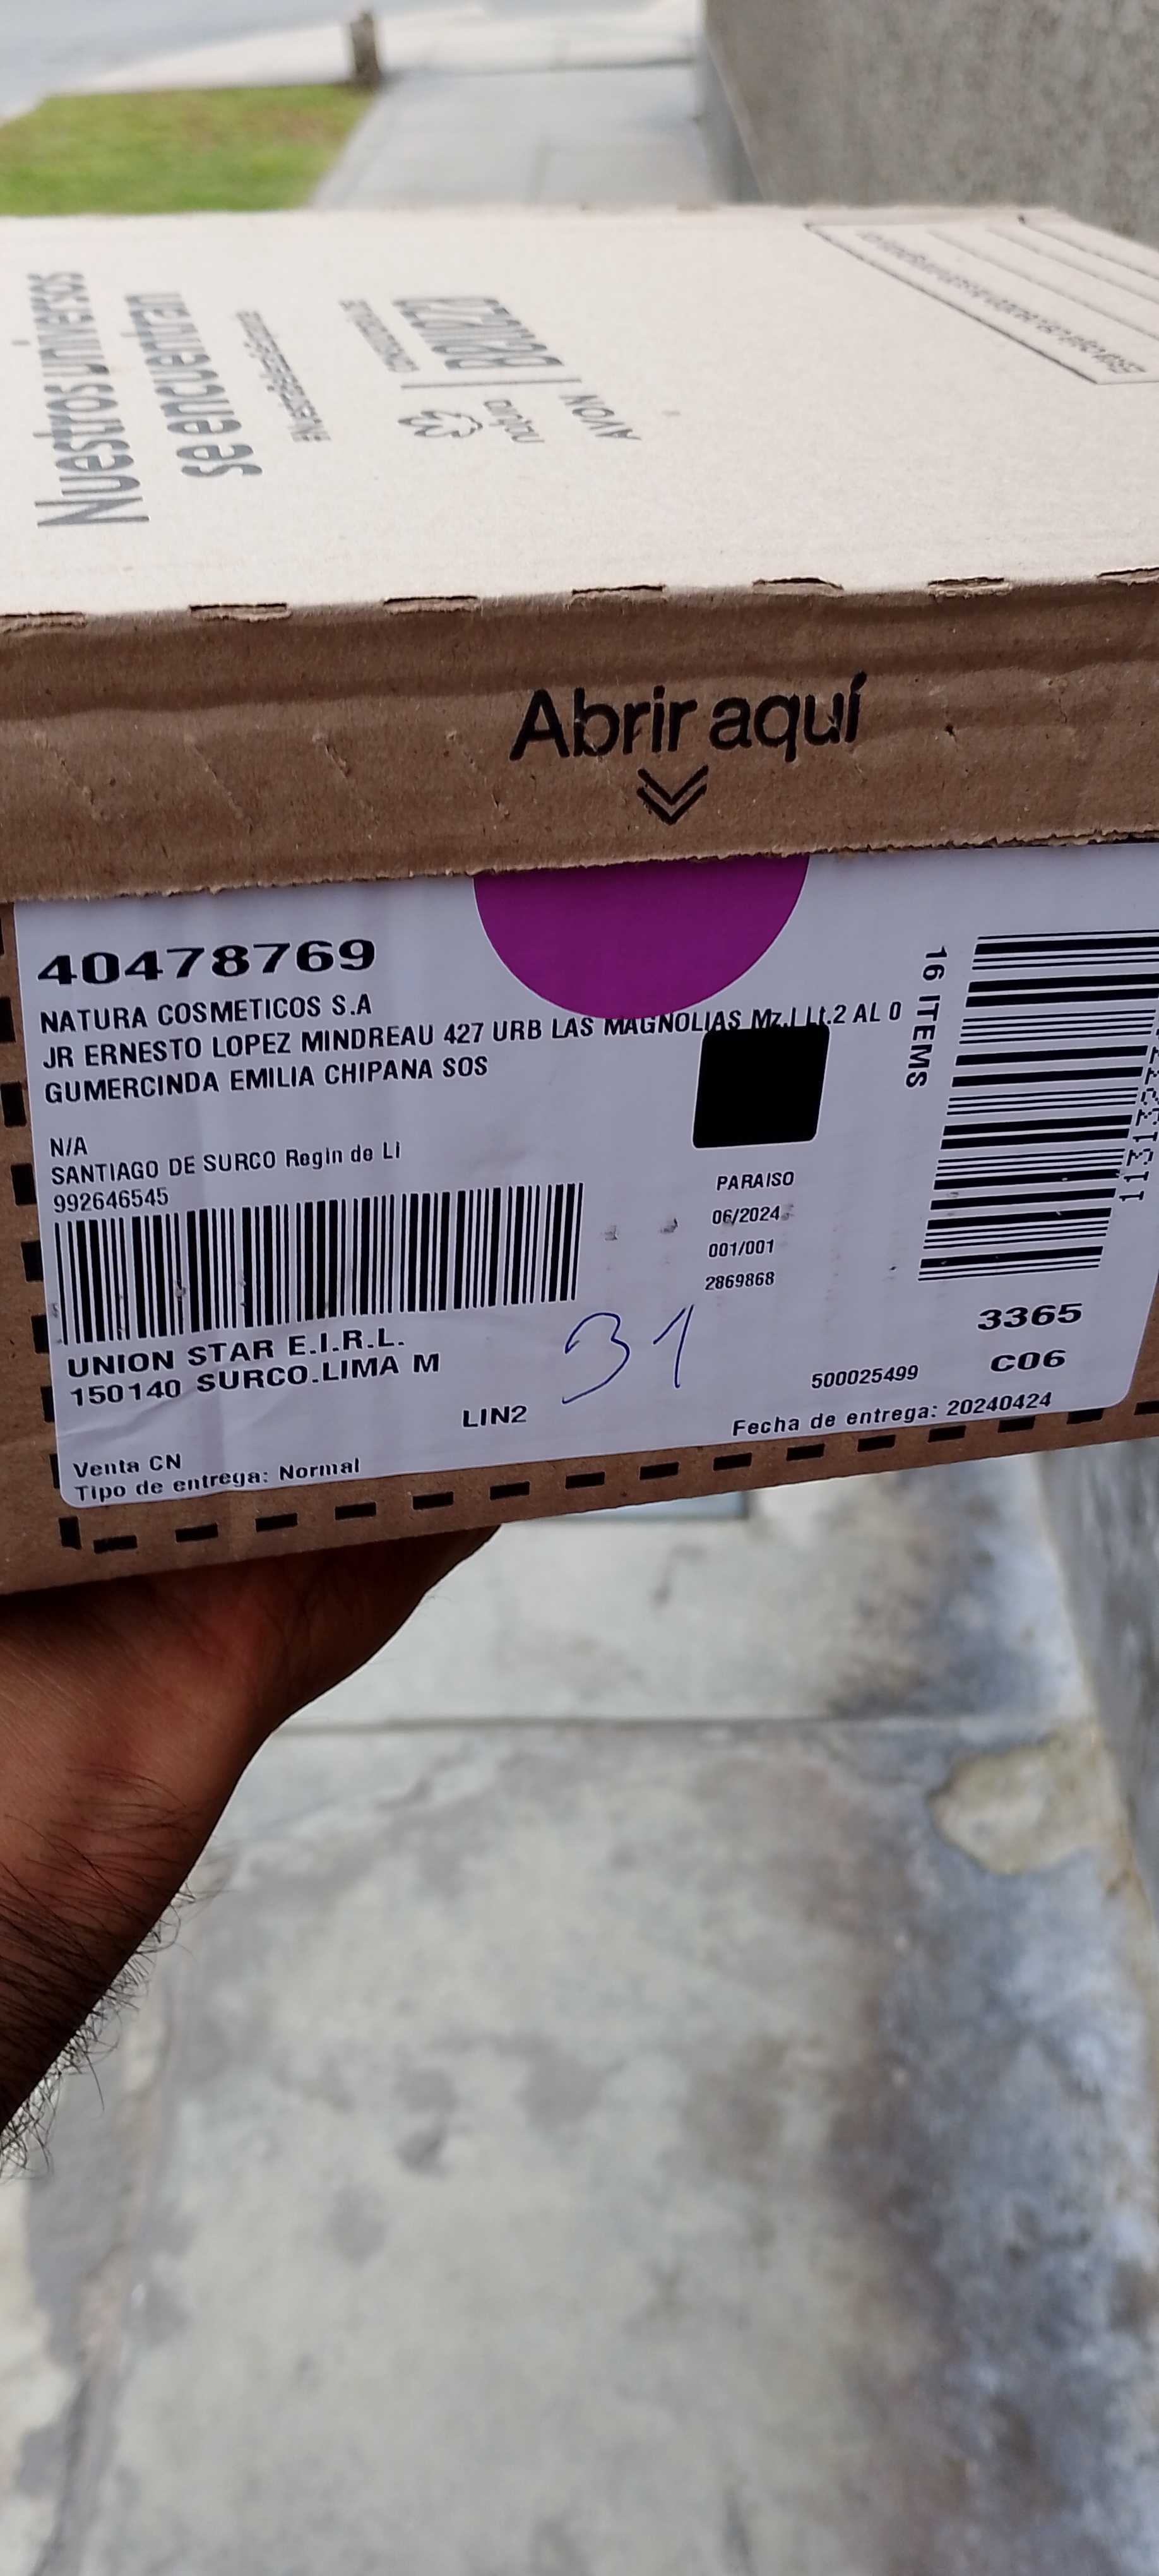 Nuestros universos
se encuentran
natura
AVON
Abrir aquí
40478769
NATURA COSMETICOS S.A
JR ERNESTO LOPEZ MINDREAU 427 URB LAS MAGNOLIAS Mz.I Lt.2 AL 0
GUMERCINDA EMILIA CHIPANA SOS
N/A
SANTIAGO DE SURCO Regin de Li
992646545
UNION STAR E.I.R.L.
150140 SURCO.LIMA M
LIN2
31
Venta CN
Tipo de entrega: Normal
PARAISO
06/2024
001/001
2869868
16 ITEMS
3365
C06
500025499
Fecha de entrega: 20240424